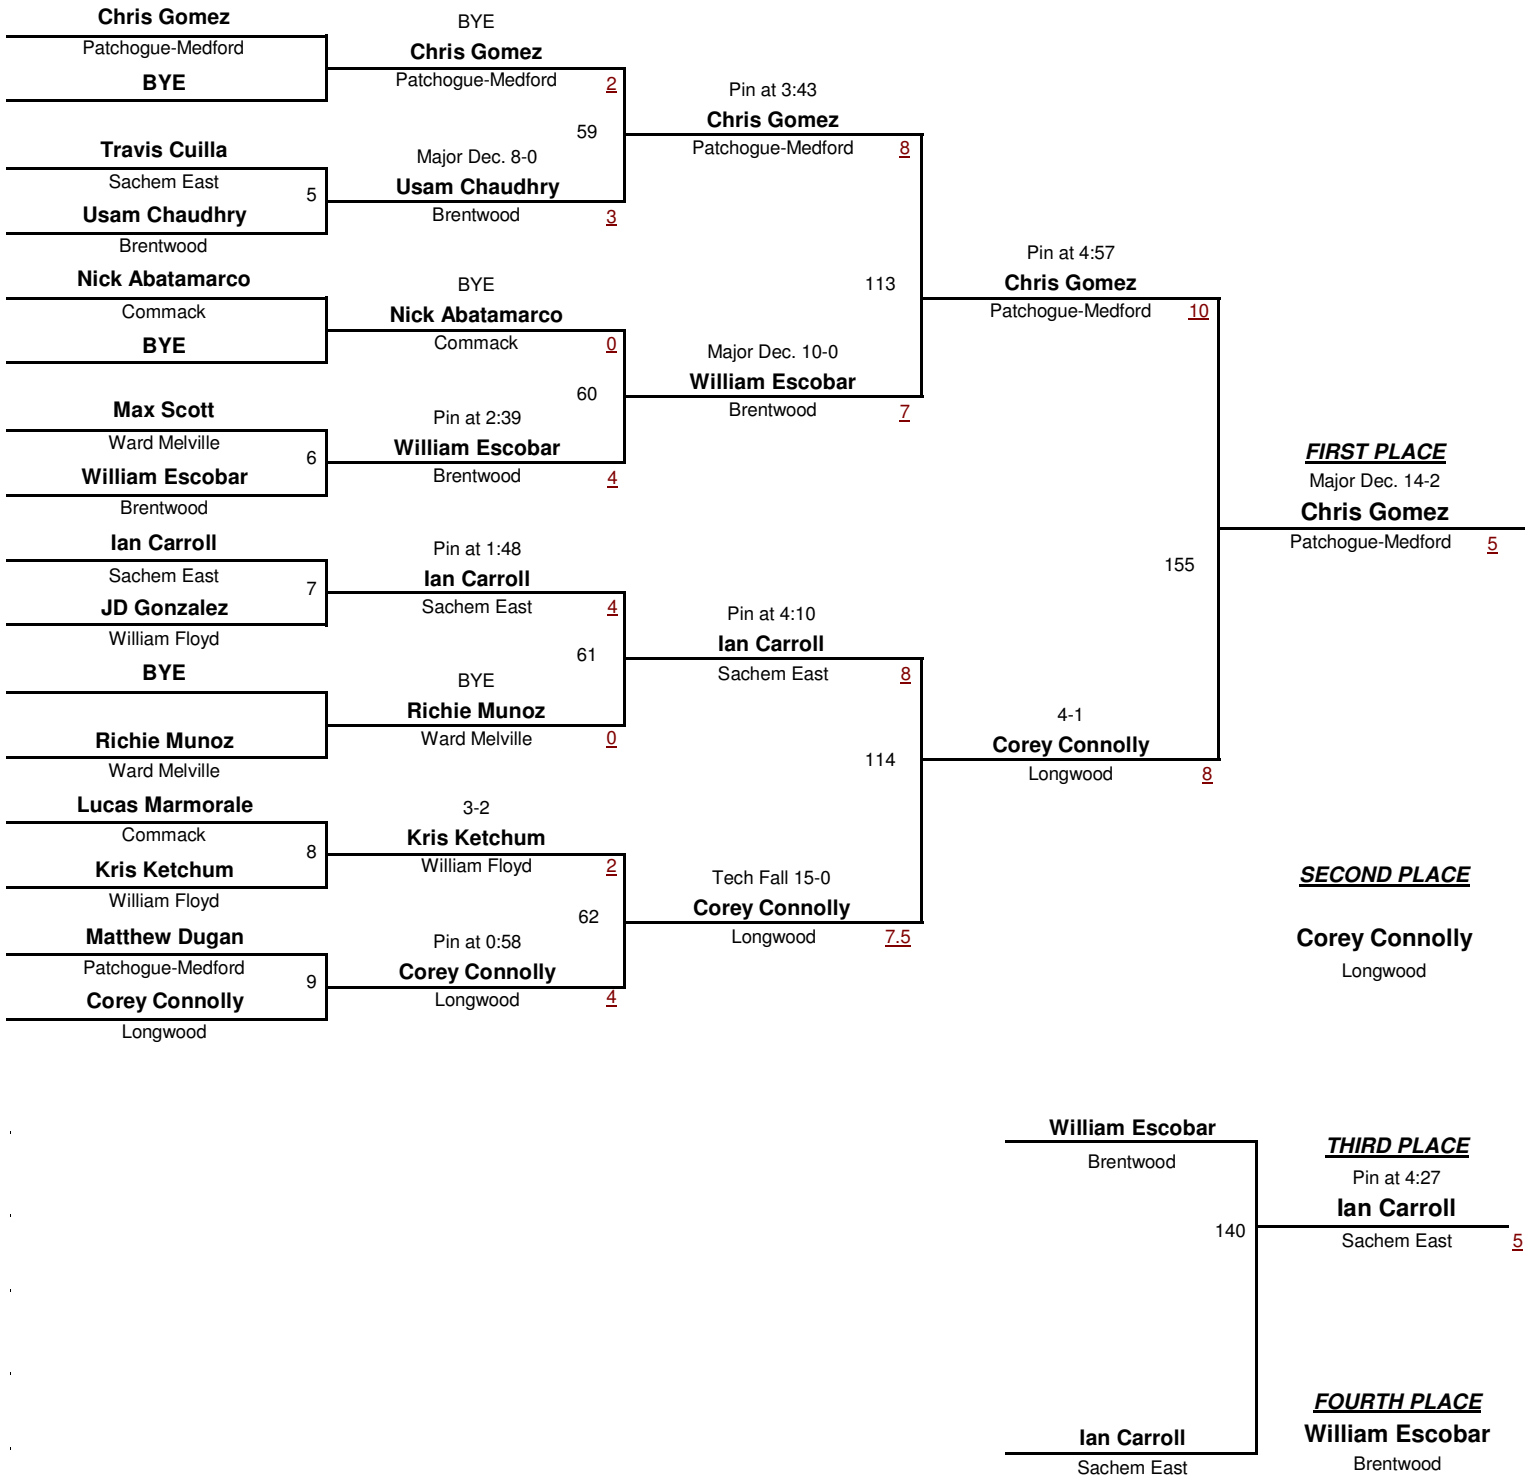 Chris Gomez
Patchogue-Medford
BYE
Travis Cuilla
Sachem East
5
Usam Chaudhry
Brentwood
Nick Abatamarco
Commack
BYE
Max Scott
Ward Melville
6
William Escobar
Brentwood
Ian Carroll
Sachem East
7
JD Gonzalez
William Floyd
BYE
Richie Munoz
Ward Melville
Lucas Marmorale
Commack
8
Kris Ketchum
William Floyd
Matthew Dugan
Patchogue-Medford
9
Corey Connolly
Longwood
BYE
Chris Gomez
Patchogue-Medford 2
59
Major Dec. 8-0
Usam Chaudhry
Brentwood 3
BYE
Nick Abatamarco
Commack 0
60
Pin at 2:39
William Escobar
Brentwood 4
Pin at 1:48
Ian Carroll
Sachem East 4
61
BYE
Richie Munoz
Ward Melville 0
3-2
Kris Ketchum
William Floyd 2
62
Pin at 0:58
Corey Connolly
Longwood 4
Pin at 3:43
Chris Gomez
Patchogue-Medford 8
113
Major Dec. 10-0
William Escobar
Brentwood 7
Pin at 4:10
Ian Carroll
Sachem East 8
114
Tech Fall 15-0
Corey Connolly
Longwood 7.5
Pin at 4:57
Chris Gomez
Patchogue-Medford 10
155
4-1
Corey Connolly
Longwood 8
FIRST PLACE
Major Dec. 14-2
Chris Gomez
Patchogue-Medford 5
SECOND PLACE
Corey Connolly
Longwood
William Escobar
Brentwood
140
Ian Carroll
Sachem East
THIRD PLACE
Pin at 4:27
Ian Carroll
Sachem East 5
FOURTH PLACE
William Escobar
Brentwood